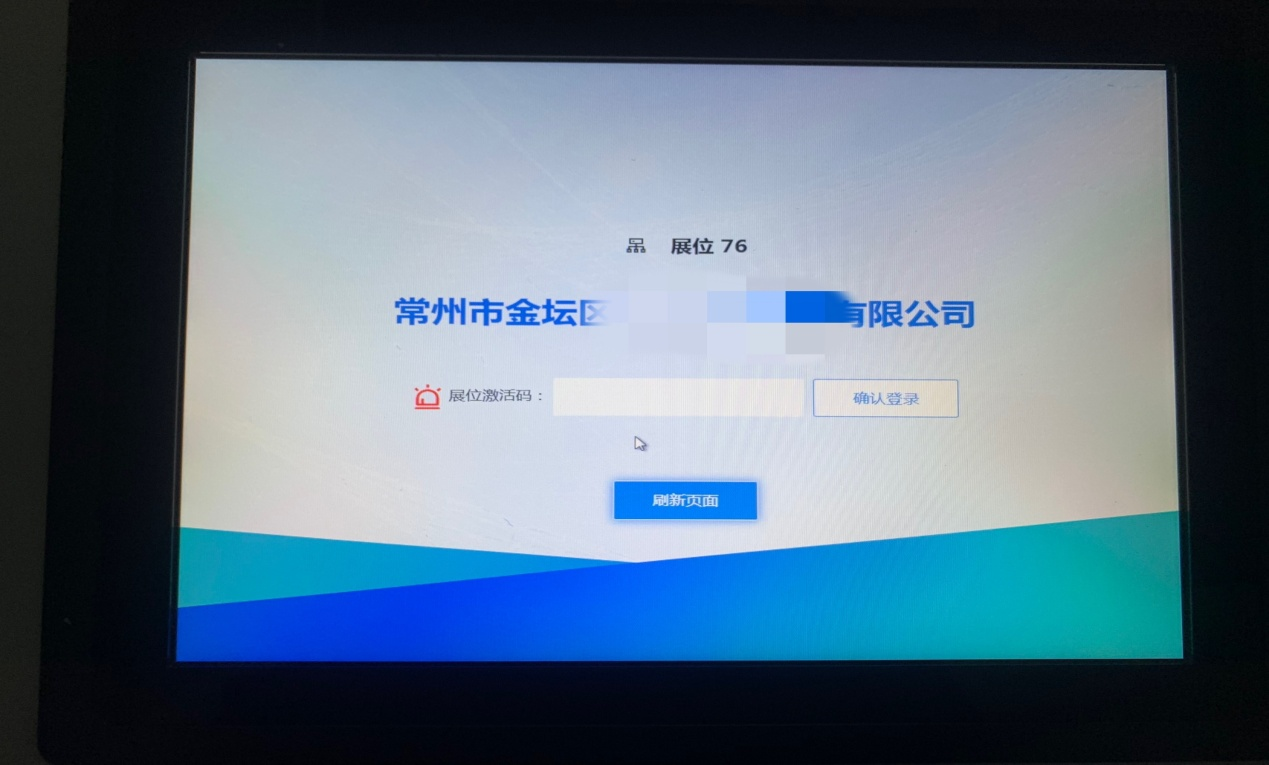 展位 76
常州市金坛区有限公司
展位激活码：
确认登录
刷新页面